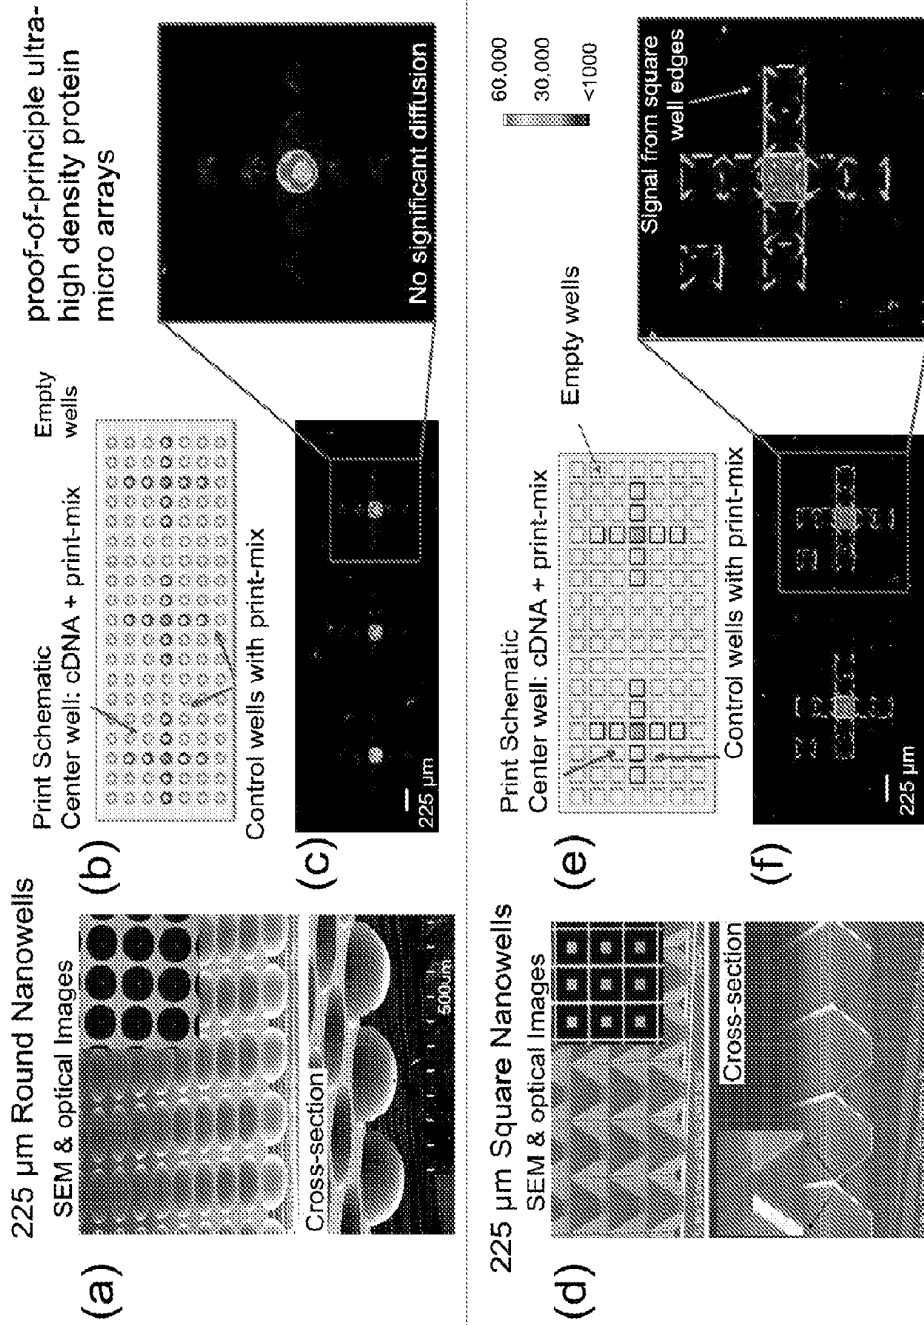 225 µm Round Nanowells
SEM & optical Images
(a)
Cross-section
500um
(b)
Print Schematic
Center well: cDNA + print-mix
Empty
wells
Control wells with print-mix
(c)
225 µm
proof-of-principle ultra-
high density protein
micro arrays
No significant diffusion
225 µm Square Nanowells
SEM & optical Images
(d)
Cross-section
(e)
Print Schematic
Center well: cDNA + print-mix
Empty wells
Control wells with print-mix
(f)
225 µm
60.000
30,000
<1000
Signal from square
well edges